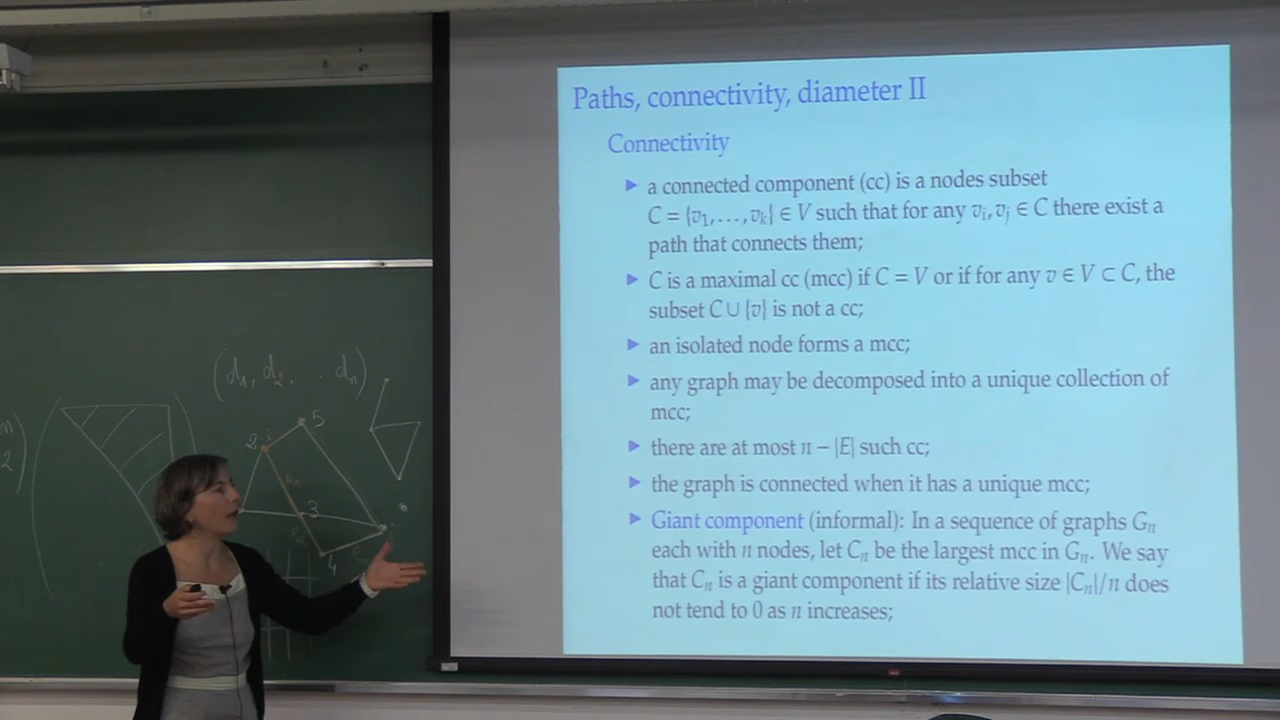 Paths, connectivity, diameter II
Connectivity
▶ a connected component (cc) is a nodes subset
C = {v₁,…,vₖ} ∈ V such that for any vᵢ, vⱼ ∈ C there exist a
path that connects them;
▶ C is a maximal cc (mcc) if C = V or if for any v ∈ V ⊂ C, the
subset C ∪ {v} is not a cc;
▶ an isolated node forms a mcc;
▶ any graph may be decomposed into a unique collection of
mcc;
▶ there are at most n − |E| such cc;
▶ the graph is connected when it has a unique mcc;
▶ Giant component (informal): In a sequence of graphs Gₙ
each with n nodes, let Cₙ be the largest mcc in Gₙ. We say
that Cₙ is a giant component if its relative size |Cₙ|/n does
not tend to 0 as n increases;
(d₁, d₂, . . . dₙ)
5
2
3
4
2